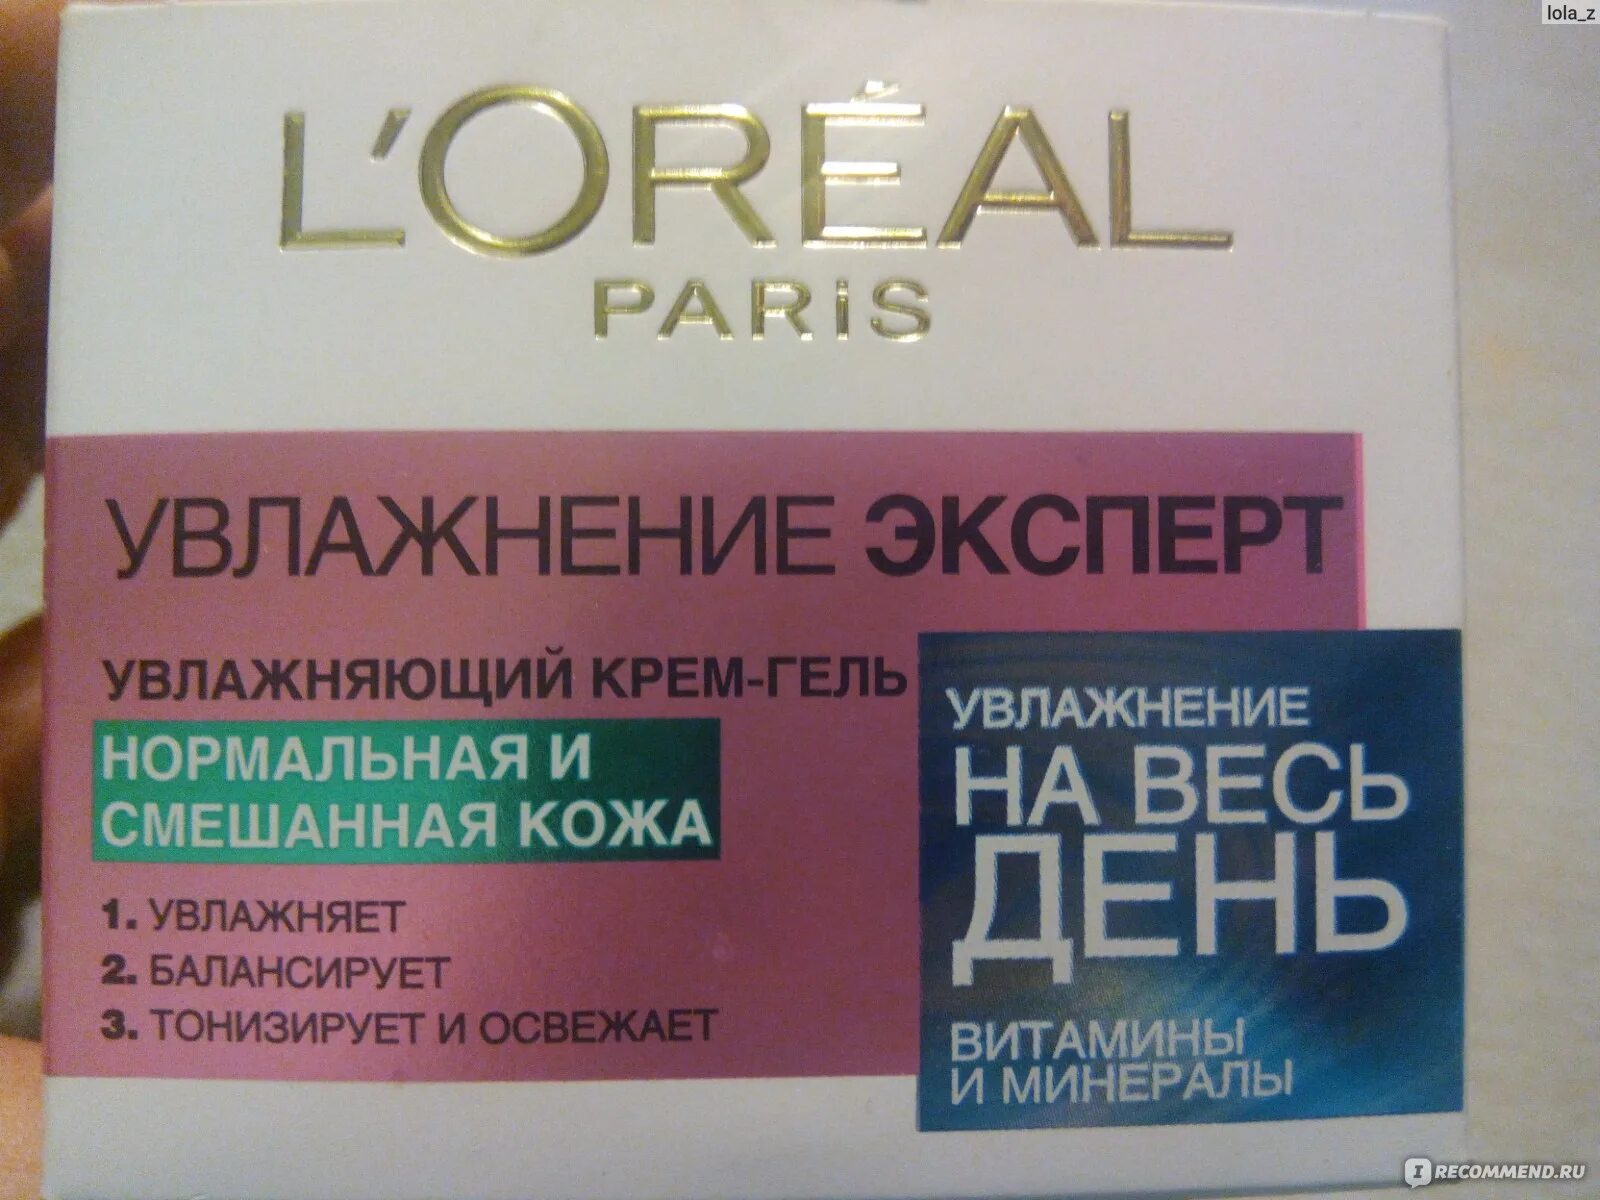 lola_z
L'ORÉAL
PARIS
УВЛАЖНЕНИЕ ЭКСПЕРТ
УВЛАЖНЯЮЩИЙ КРЕМ-ГЕЛЬ
НОРМАЛЬНАЯ И
СМЕШАННАЯ КОЖА
1. УВЛАЖНЯЕТ
2. БАЛАНСИРУЕТ
3. ТОНИЗИРУЕТ И ОСВЕЖАЕТ
УВЛАЖНЕНИЕ
НА ВЕСЬ
ДЕНЬ
ВИТАМИНЫ
И МИНЕРАЛЫ
IRECOMMEND.RU